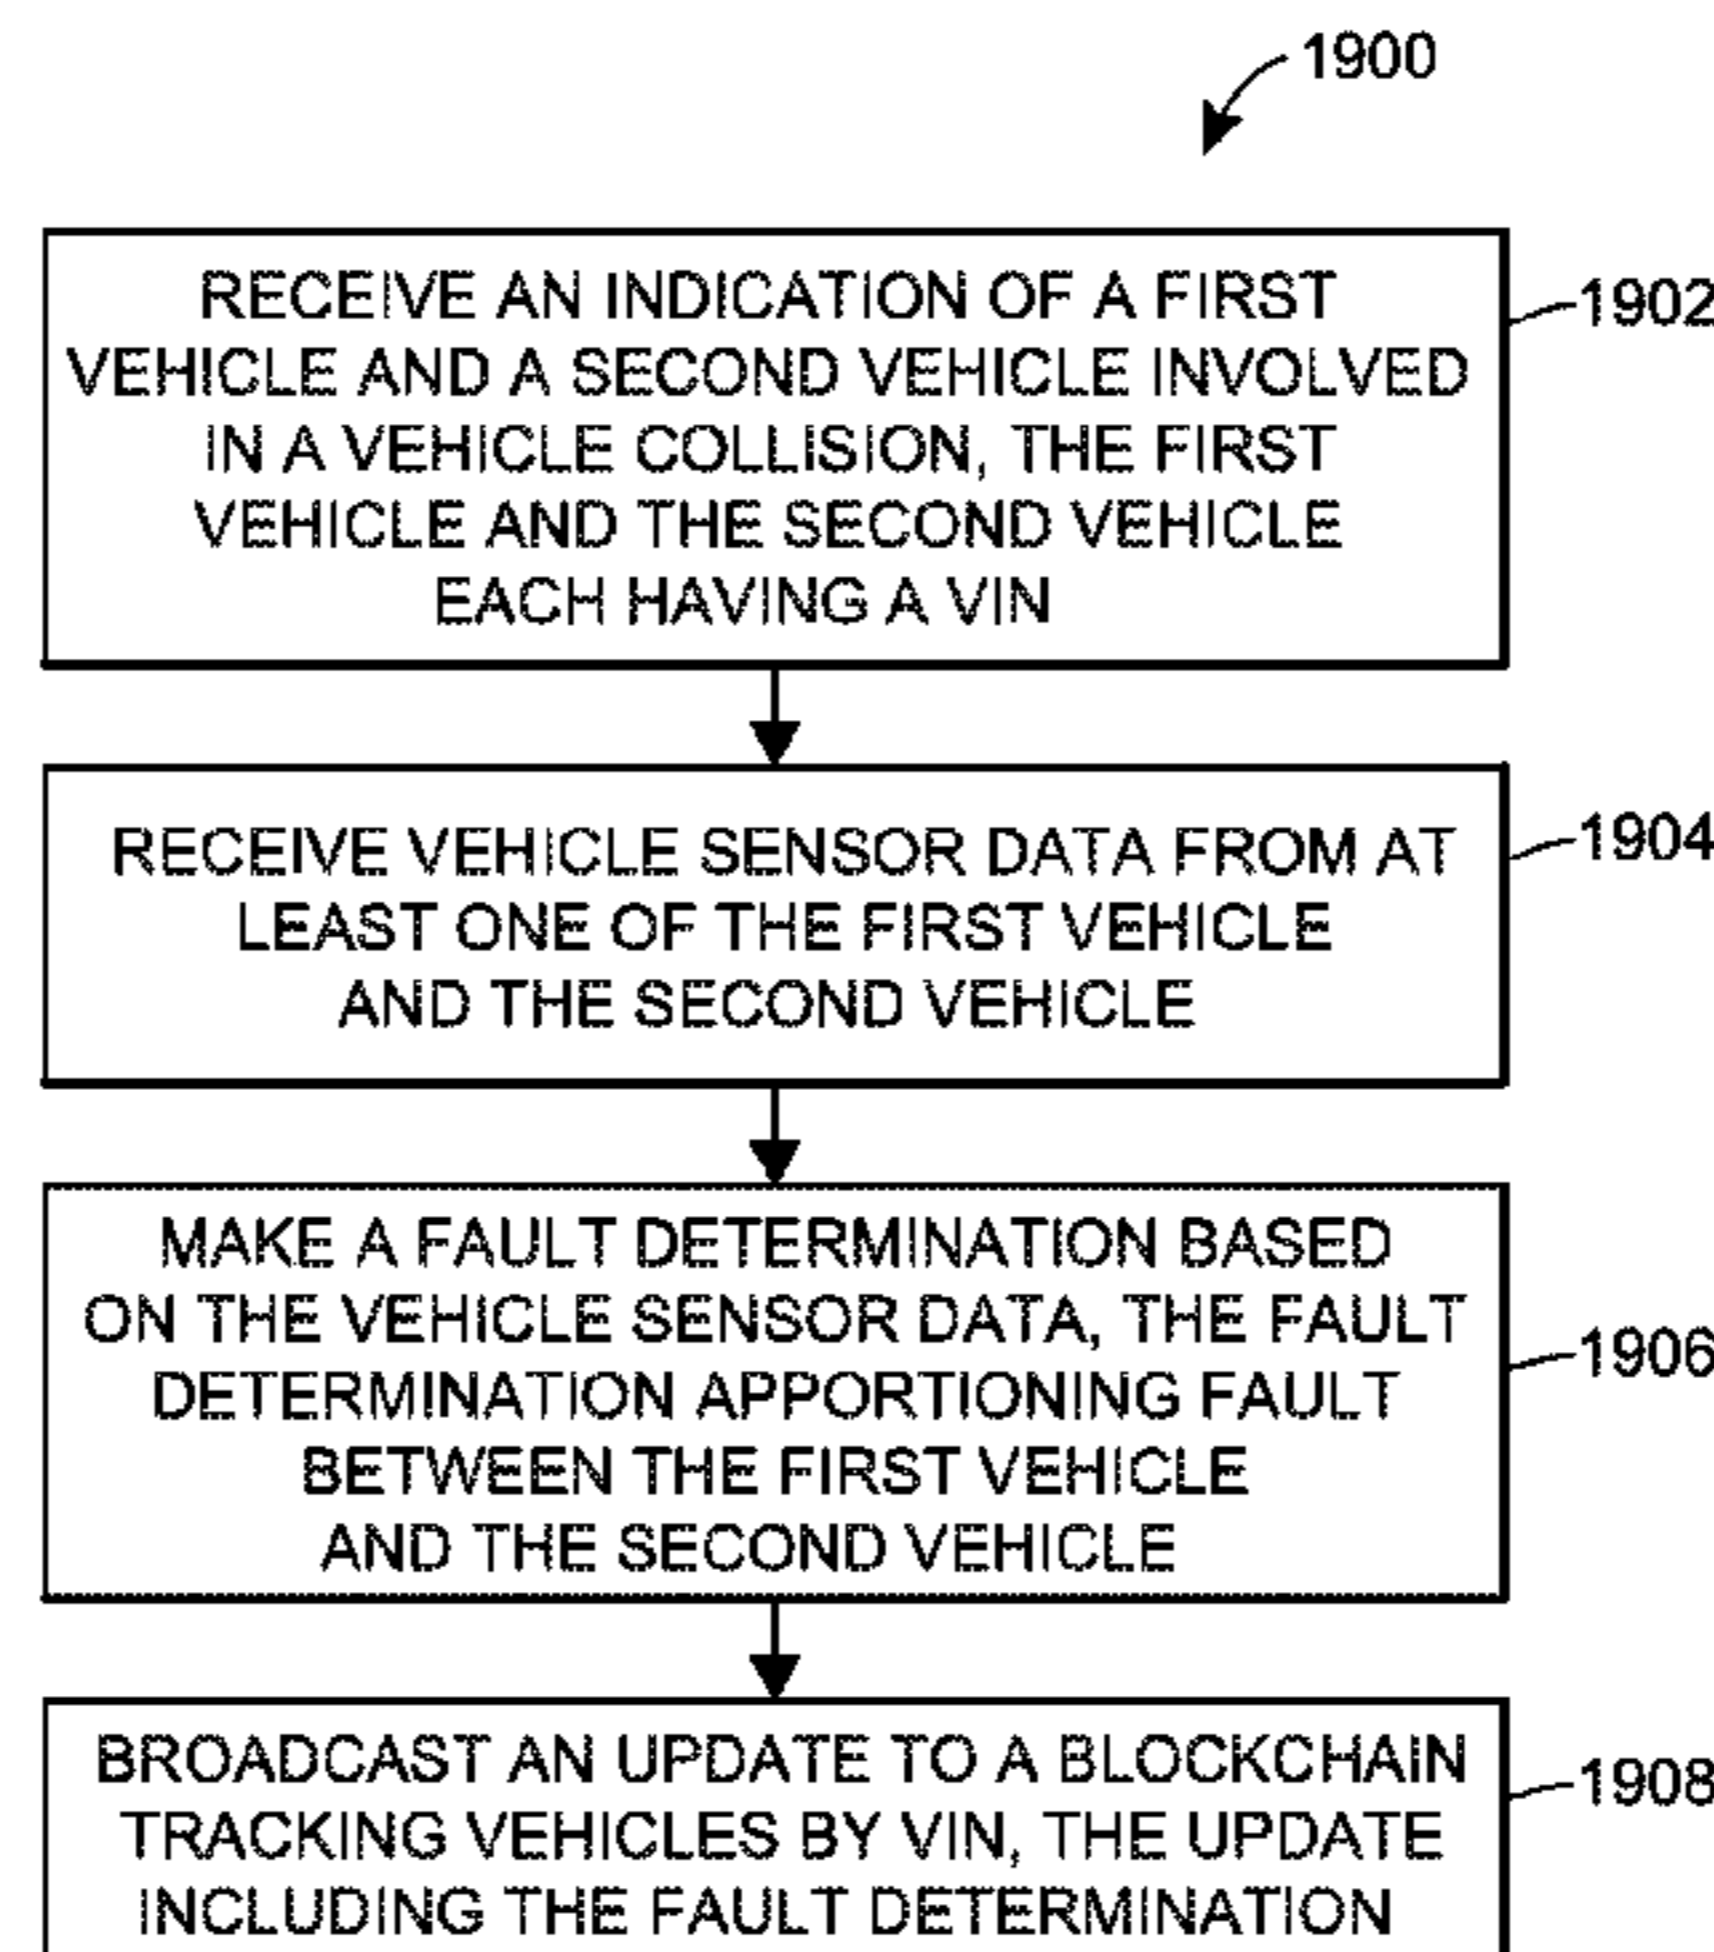 1900
RECEIVE AN INDICATION OF A FIRST
VEHICLE AND A SECOND VEHICLE INVOLVED
IN A VEHICLE COLLISION, THE FIRST
VEHICLE AND THE SECOND VEHICLE
EACH HAVING A VIN
1902
RECEIVE VEHICLE SENSOR DATA FROM AT
LEAST ONE OF THE FIRST VEHICLE
AND THE SECOND VEHICLE
1904
MAKE A FAULT DETERMINATION BASED
ON THE VEHICLE SENSOR DATA, THE FAULT
DETERMINATION APPORTIONING FAULT
BETWEEN THE FIRST VEHICLE
AND THE SECOND VEHICLE
1906
BROADCAST AN UPDATE TO A BLOCKCHAIN
TRACKING VEHICLES BY VIN, THE UPDATE
INCLUDING THE FAULT DETERMINATION
1908